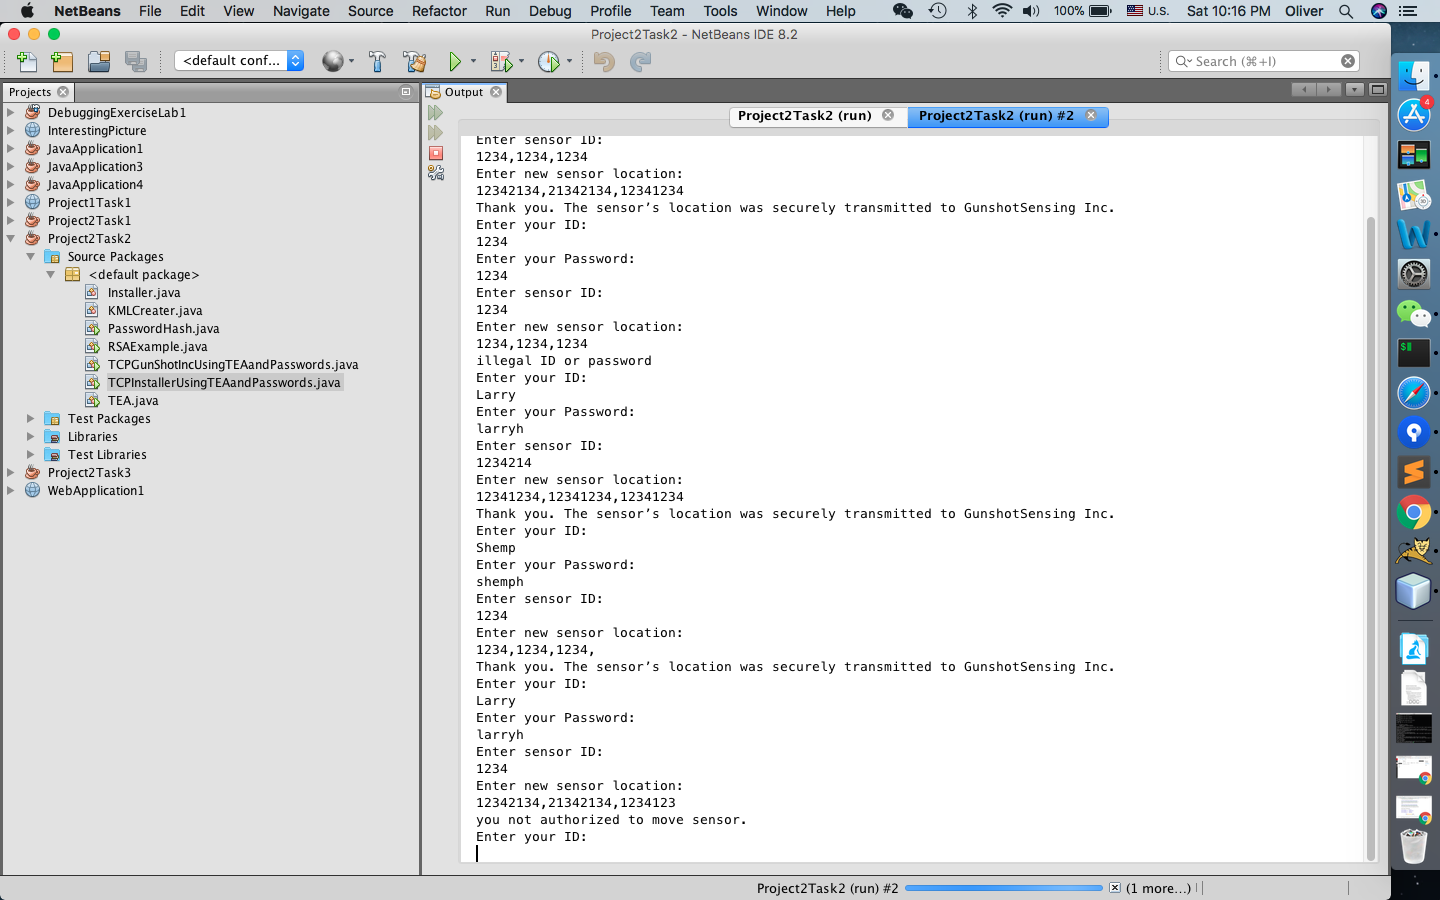 NetBeans File Edit View Navigate Source Refactor Run Debug Profile Team Tools Window Help 100% U.S. Sat 10:16 PM Oliver
Project2Task2 - NetBeans IDE 8.2
<default conf... Search (⌘+I)
Projects
DebuggingExerciseLab1
InterestingPicture
JavaApplication1
JavaApplication3
JavaApplication4
Project1Task1
Project2Task1
Project2Task2
Source Packages
<default package>
Installer.java
KMLCreater.java
PasswordHash.java
RSAExample.java
TCPGunShotIncUsingTEAandPasswords.java
TCPInstallerUsingTEAandPasswords.java
TEA.java
Test Packages
Libraries
Test Libraries
Project2Task3
WebApplication1
Output
Project2Task2 (run) Project2Task2 (run) #2
Enter sensor ID:
1234,1234,1234
Enter new sensor location:
12342134,21342134,12341234
Thank you. The sensor’s location was securely transmitted to GunshotSensing Inc.
Enter your ID:
1234
Enter your Password:
1234
Enter sensor ID:
1234
Enter new sensor location:
1234,1234,1234
illegal ID or password
Enter your ID:
Larry
Enter your Password:
larryh
Enter sensor ID:
1234214
Enter new sensor location:
12341234,12341234,12341234
Thank you. The sensor’s location was securely transmitted to GunshotSensing Inc.
Enter your ID:
Shemp
Enter your Password:
shemph
Enter sensor ID:
1234
Enter new sensor location:
1234,1234,1234,
Thank you. The sensor’s location was securely transmitted to GunshotSensing Inc.
Enter your ID:
Larry
Enter your Password:
larryh
Enter sensor ID:
1234
Enter new sensor location:
12342134,21342134,1234123
you not authorized to move sensor.
Enter your ID:
Project2Task2 (run) #2 (1 more...)
4